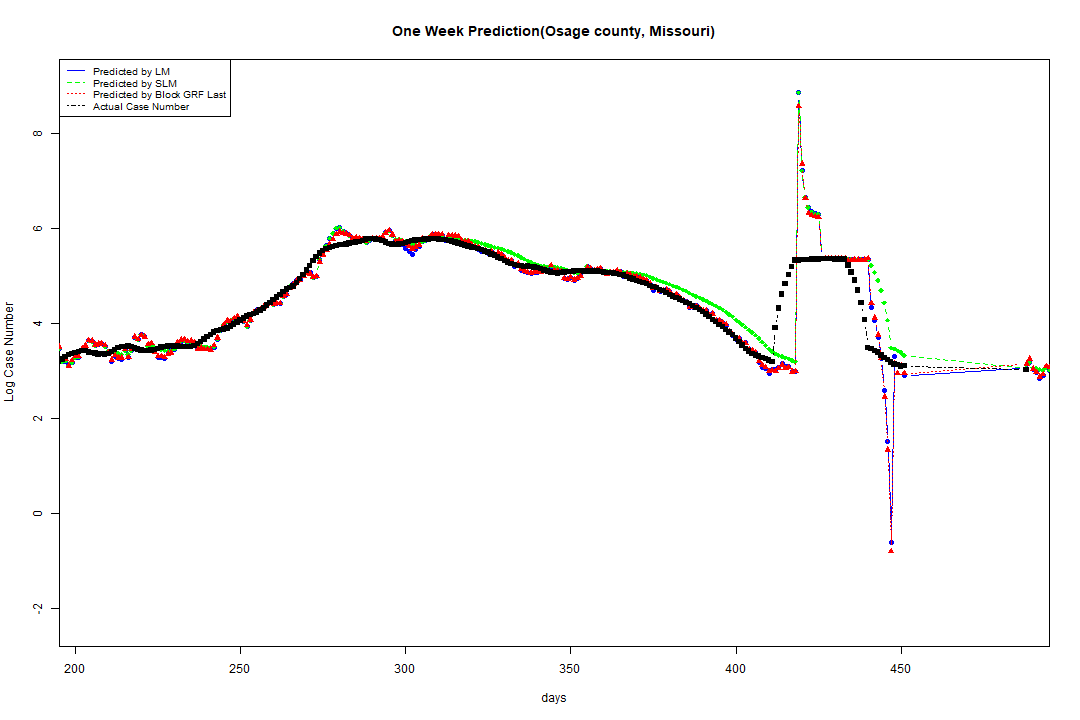 One Week Prediction(Osage county, Missouri)
Predicted by LM
Predicted by SLM
Predicted by Block GRF Last
Actual Case Number
8
6
4
2
0
-2
Log Case Number
200 250 300 350 400 450
days